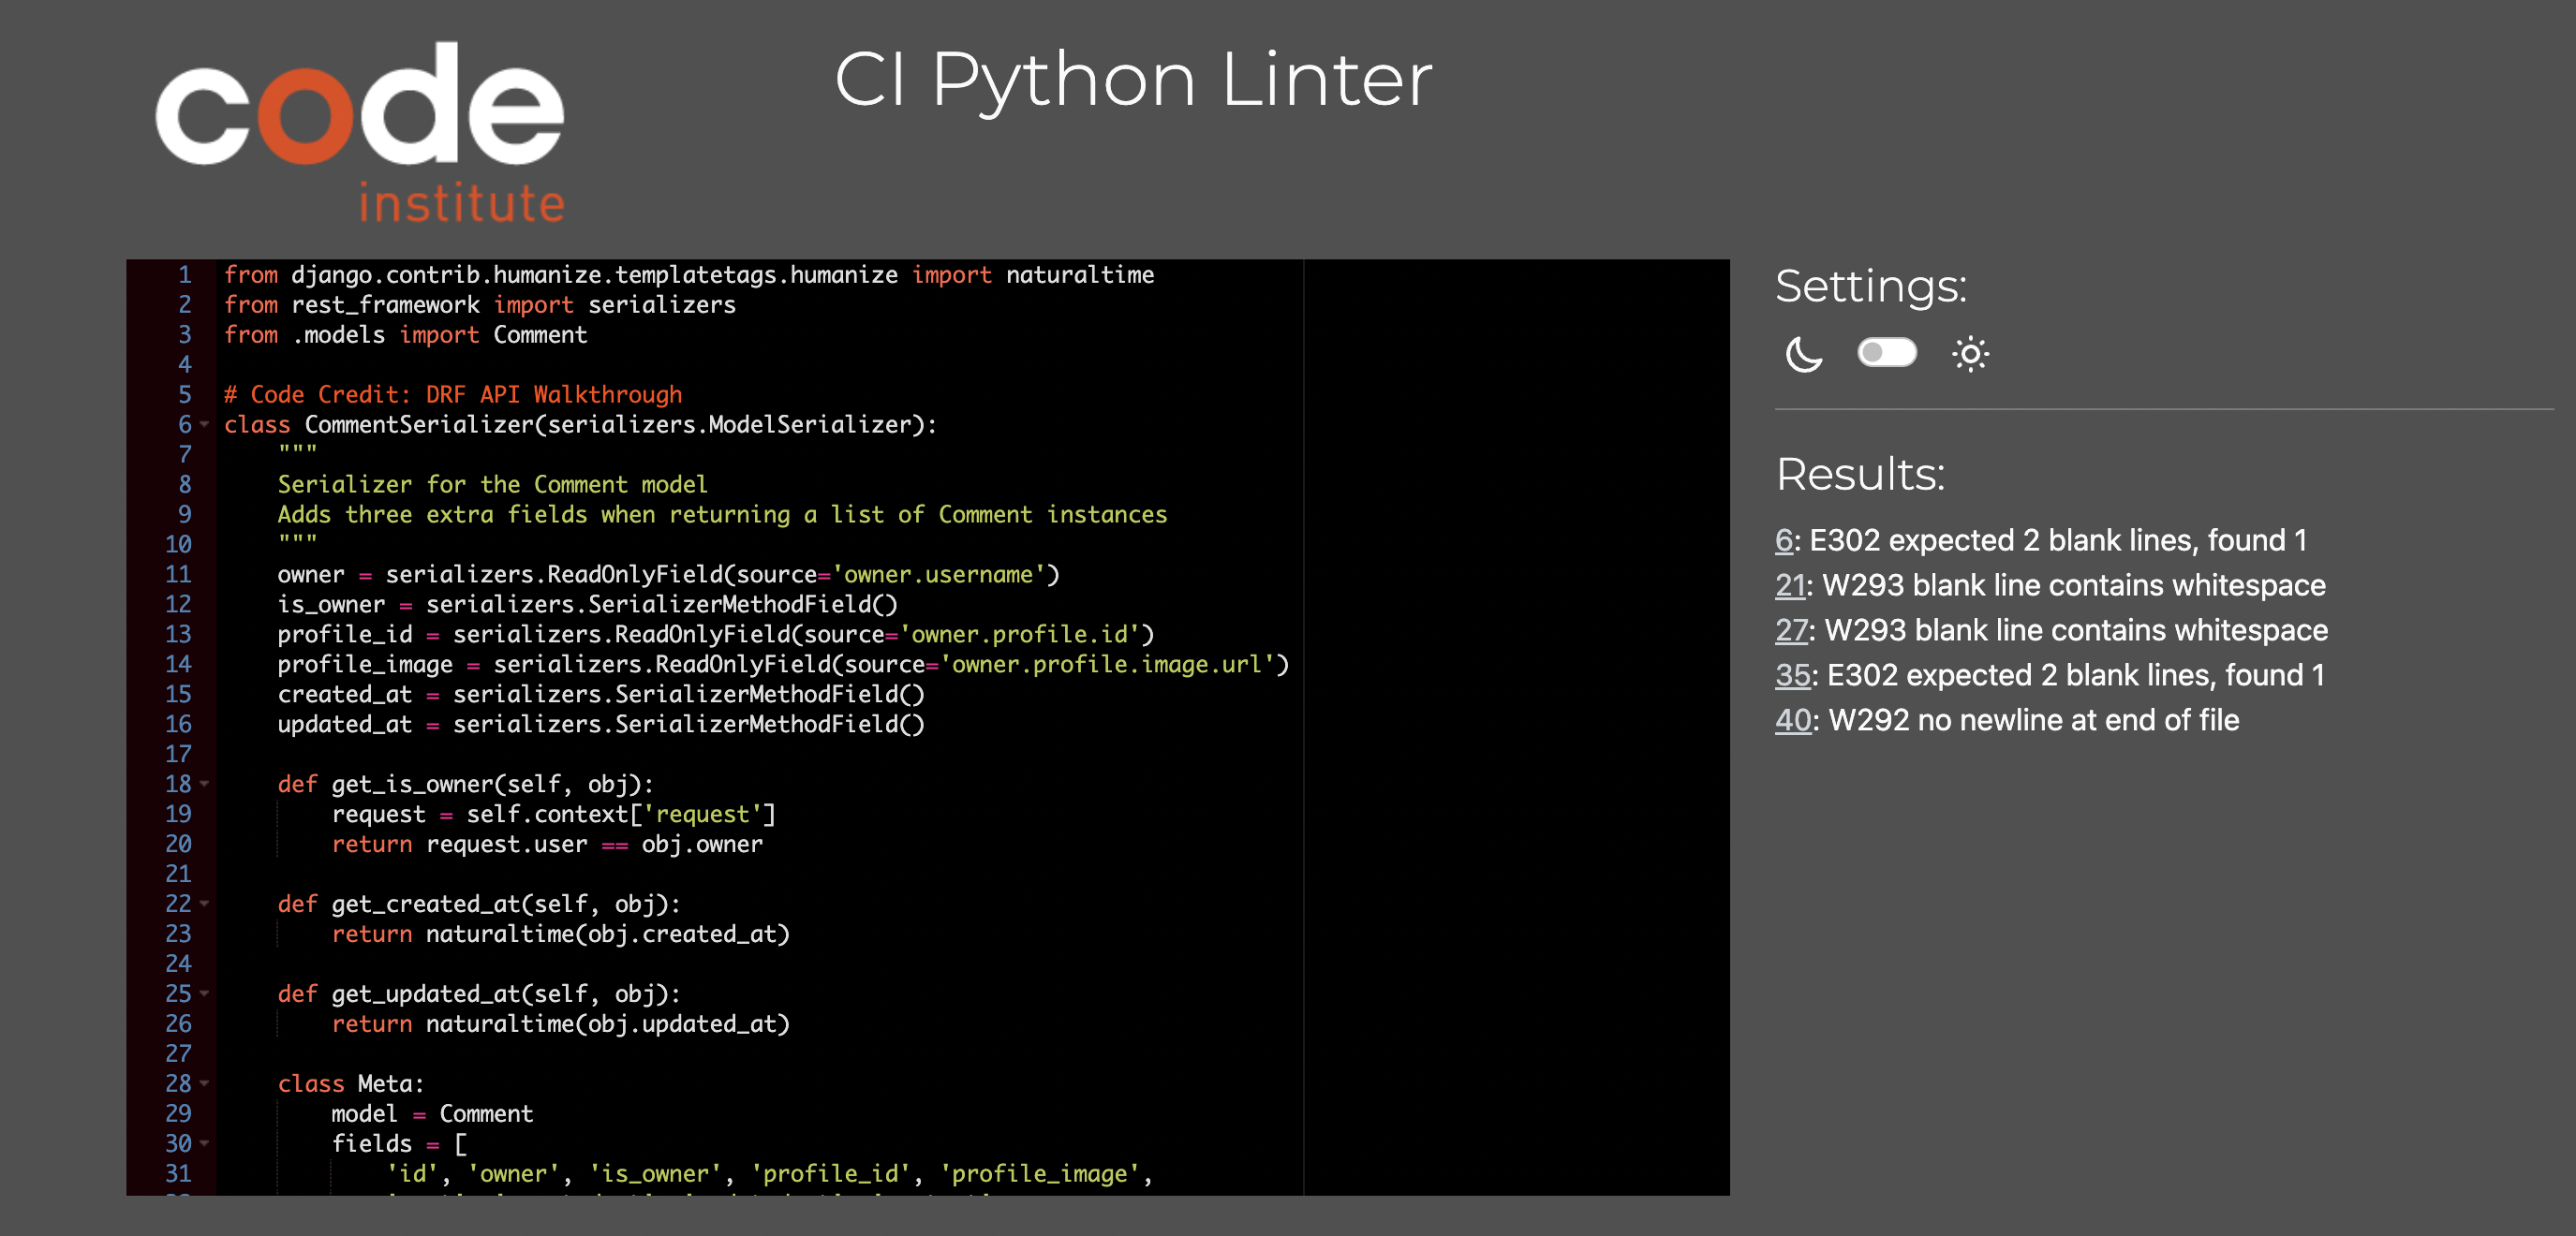 code
institute
CI Python Linter
1 from django.contrib.humanize.templatetags.humanize import naturaltime
2 from rest_framework import serializers
3 from .models import Comment
4
5 # Code Credit: DRF API Walkthrough
6 class CommentSerializer(serializers.ModelSerializer):
7     """
8     Serializer for the Comment model
9     Adds three extra fields when returning a list of Comment instances
10     """
11     owner = serializers.ReadOnlyField(source='owner.username')
12     is_owner = serializers.SerializerMethodField()
13     profile_id = serializers.ReadOnlyField(source='owner.profile.id')
14     profile_image = serializers.ReadOnlyField(source='owner.profile.image.url')
15     created_at = serializers.SerializerMethodField()
16     updated_at = serializers.SerializerMethodField()
17
18     def get_is_owner(self, obj):
19         request = self.context['request']
20         return request.user == obj.owner
21
22     def get_created_at(self, obj):
23         return naturaltime(obj.created_at)
24
25     def get_updated_at(self, obj):
26         return naturaltime(obj.updated_at)
27
28     class Meta:
29         model = Comment
30         fields = [
31             'id', 'owner', 'is_owner', 'profile_id', 'profile_image',
Settings:
Results:
6: E302 expected 2 blank lines, found 1
21: W293 blank line contains whitespace
27: W293 blank line contains whitespace
35: E302 expected 2 blank lines, found 1
40: W292 no newline at end of file